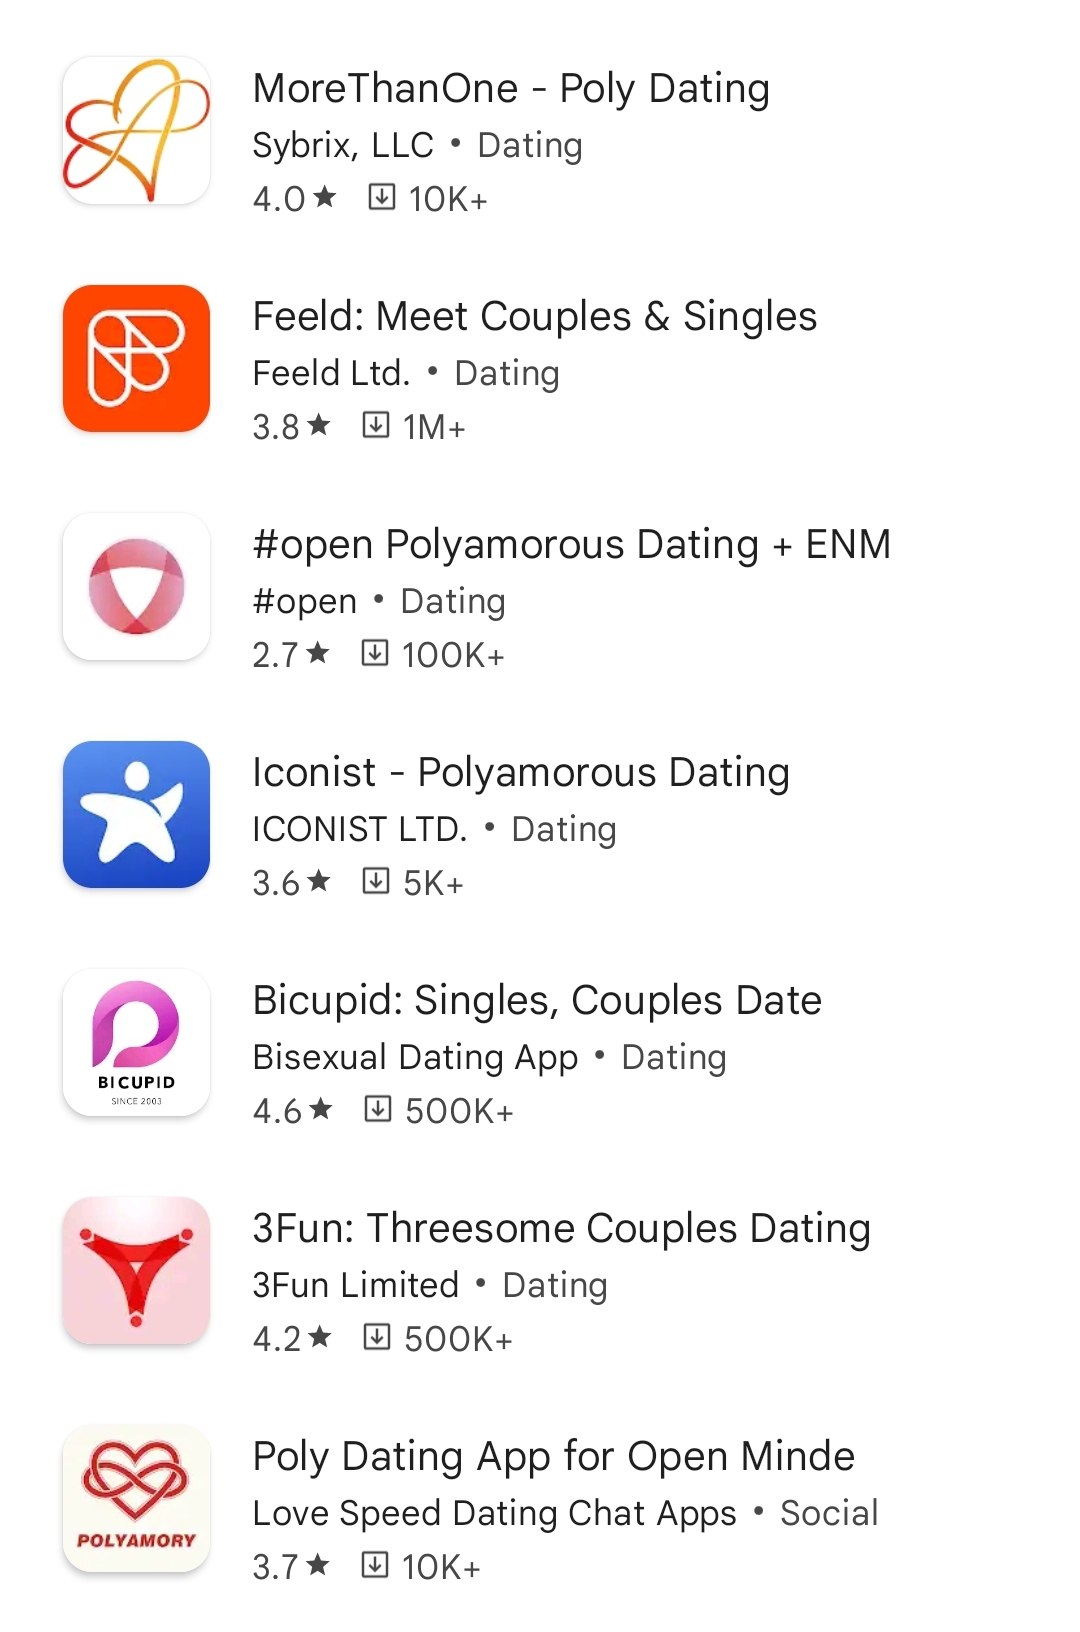 MoreThanOne - Poly Dating
Sybrix, LLC • Dating
4.0★ 10K+
Feeld: Meet Couples & Singles
Feeld Ltd. • Dating
3.8★ 1M+
#open Polyamorous Dating + ENM
#open • Dating
2.7★ 100K+
Iconist - Polyamorous Dating
ICONIST LTD. • Dating
3.6★ 5K+
Bicupid: Singles, Couples Date
BICUPID
SINCE 2003
Bisexual Dating App • Dating
4.6★ 500K+
3Fun: Threesome Couples Dating
3Fun Limited • Dating
4.2★ 500K+
Poly Dating App for Open Minde
POLYAMORY
Love Speed Dating Chat Apps • Social
3.7★ 10K+